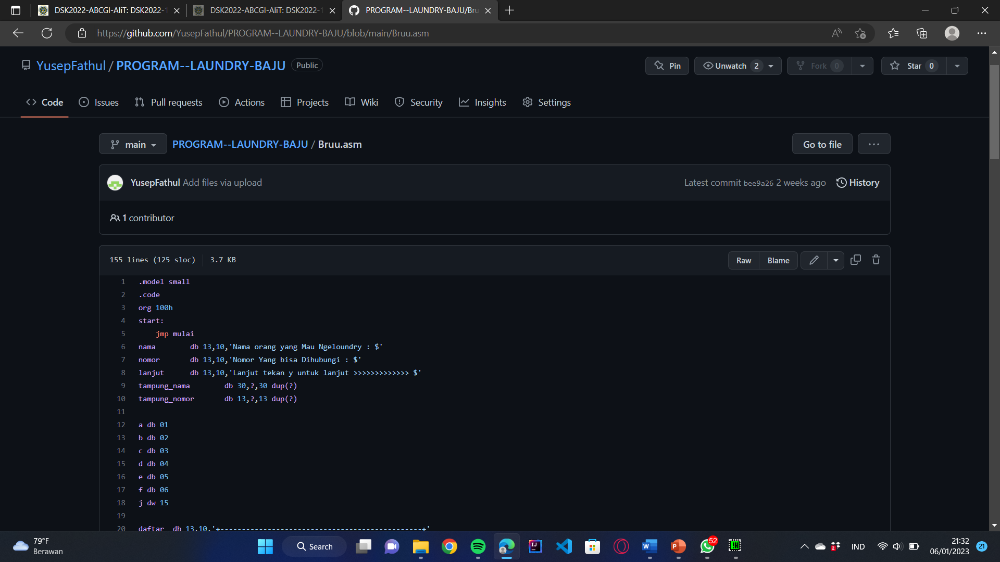 DSK2022-ABCGI-AliT: DSK2022-1
DSK2022-ABCGI-AliT: DSK2022-1
PROGRAM--LAUNDRY-BAJU/Bru
https://github.com/YusepFathul/PROGRAM--LAUNDRY-BAJU/blob/main/Bruu.asm
YusepFathul / PROGRAM--LAUNDRY-BAJU Public
Pin Unwatch 2 Fork 0 Star 0
Code Issues Pull requests Actions Projects Wiki Security Insights Settings
main PROGRAM--LAUNDRY-BAJU / Bruu.asm Go to file ...
YusepFathul Add files via upload Latest commit bee9a26 2 weeks ago History
1 contributor
155 lines (125 sloc) 3.7 KB Raw Blame
1 .model small
2 .code
3 org 100h
4 start:
5 jmp mulai
6 nama db 13,10,'Nama orang yang Mau Ngeloundry : $'
7 nomor db 13,10,'Nomor Yang bisa Dihubungi : $'
8 lanjut db 13,10,'Lanjut tekan y untuk lanjut >>>>>>>>>>>>> $'
9 tampung_nama db 30,?,30 dup(?)
10 tampung_nomor db 13,?,13 dup(?)
11
12 a db 01
13 b db 02
14 c db 03
15 d db 04
16 e db 05
17 f db 06
18 j dw 15
19
20 daftar db 13,10,'+-----------------------------------------------+'
79°F
Berawan
Search
52
IND
21:32
06/01/2023
21